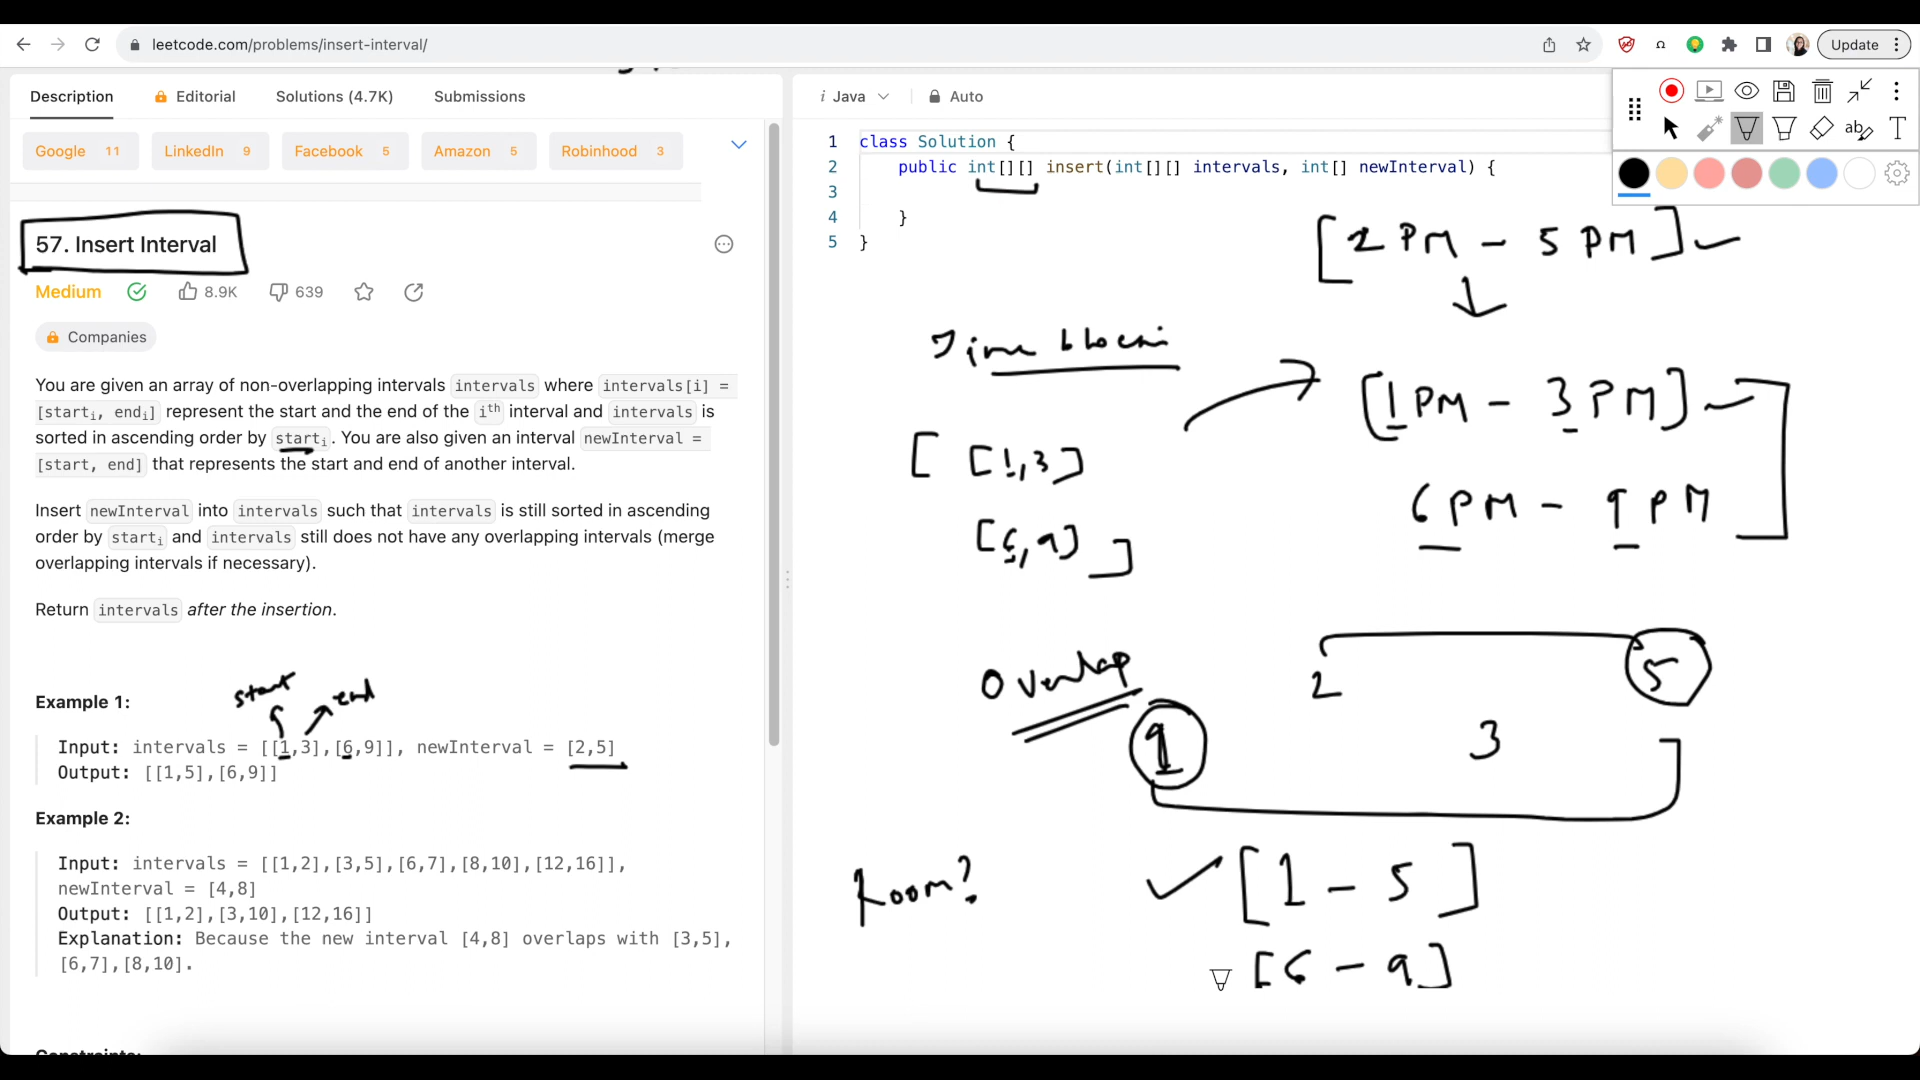 leetcode.com/problems/insert-interval/
Update
Description
Editorial
Solutions (4.7K)
Submissions
Google 11
LinkedIn 9
Facebook 5
Amazon 5
Robinhood 3
57. Insert Interval
Medium
8.9K
639
Companies
You are given an array of non-overlapping intervals intervals where intervals[i] =
[starti, endi] represent the start and the end of the ith interval and intervals is
sorted in ascending order by starti. You are also given an interval newInterval =
[start, end] that represents the start and end of another interval.
Insert newInterval into intervals such that intervals is still sorted in ascending
order by starti and intervals still does not have any overlapping intervals (merge
overlapping intervals if necessary).
Return intervals after the insertion.
start
end
Example 1:
Input: intervals = [[1,3],[6,9]], newInterval = [2,5]
Output: [[1,5],[6,9]]
Example 2:
Input: intervals = [[1,2],[3,5],[6,7],[8,10],[12,16]],
newInterval = [4,8]
Output: [[1,2],[3,10],[12,16]]
Explanation: Because the new interval [4,8] overlaps with [3,5],
[6,7],[8,10].
Constraints:
i Java
Auto
1 class Solution {
2 public int[][] insert(int[][] intervals, int[] newInterval) {
3
4 }
5 }
[2 PM - 5 PM]
Time
[1 PM - 3 PM]
[ [1,3]
[6,9] ]
6 PM - 9 PM
Overlap
2 5
1 3
Room?
[1 - 5]
[6 - 9]
ab
T